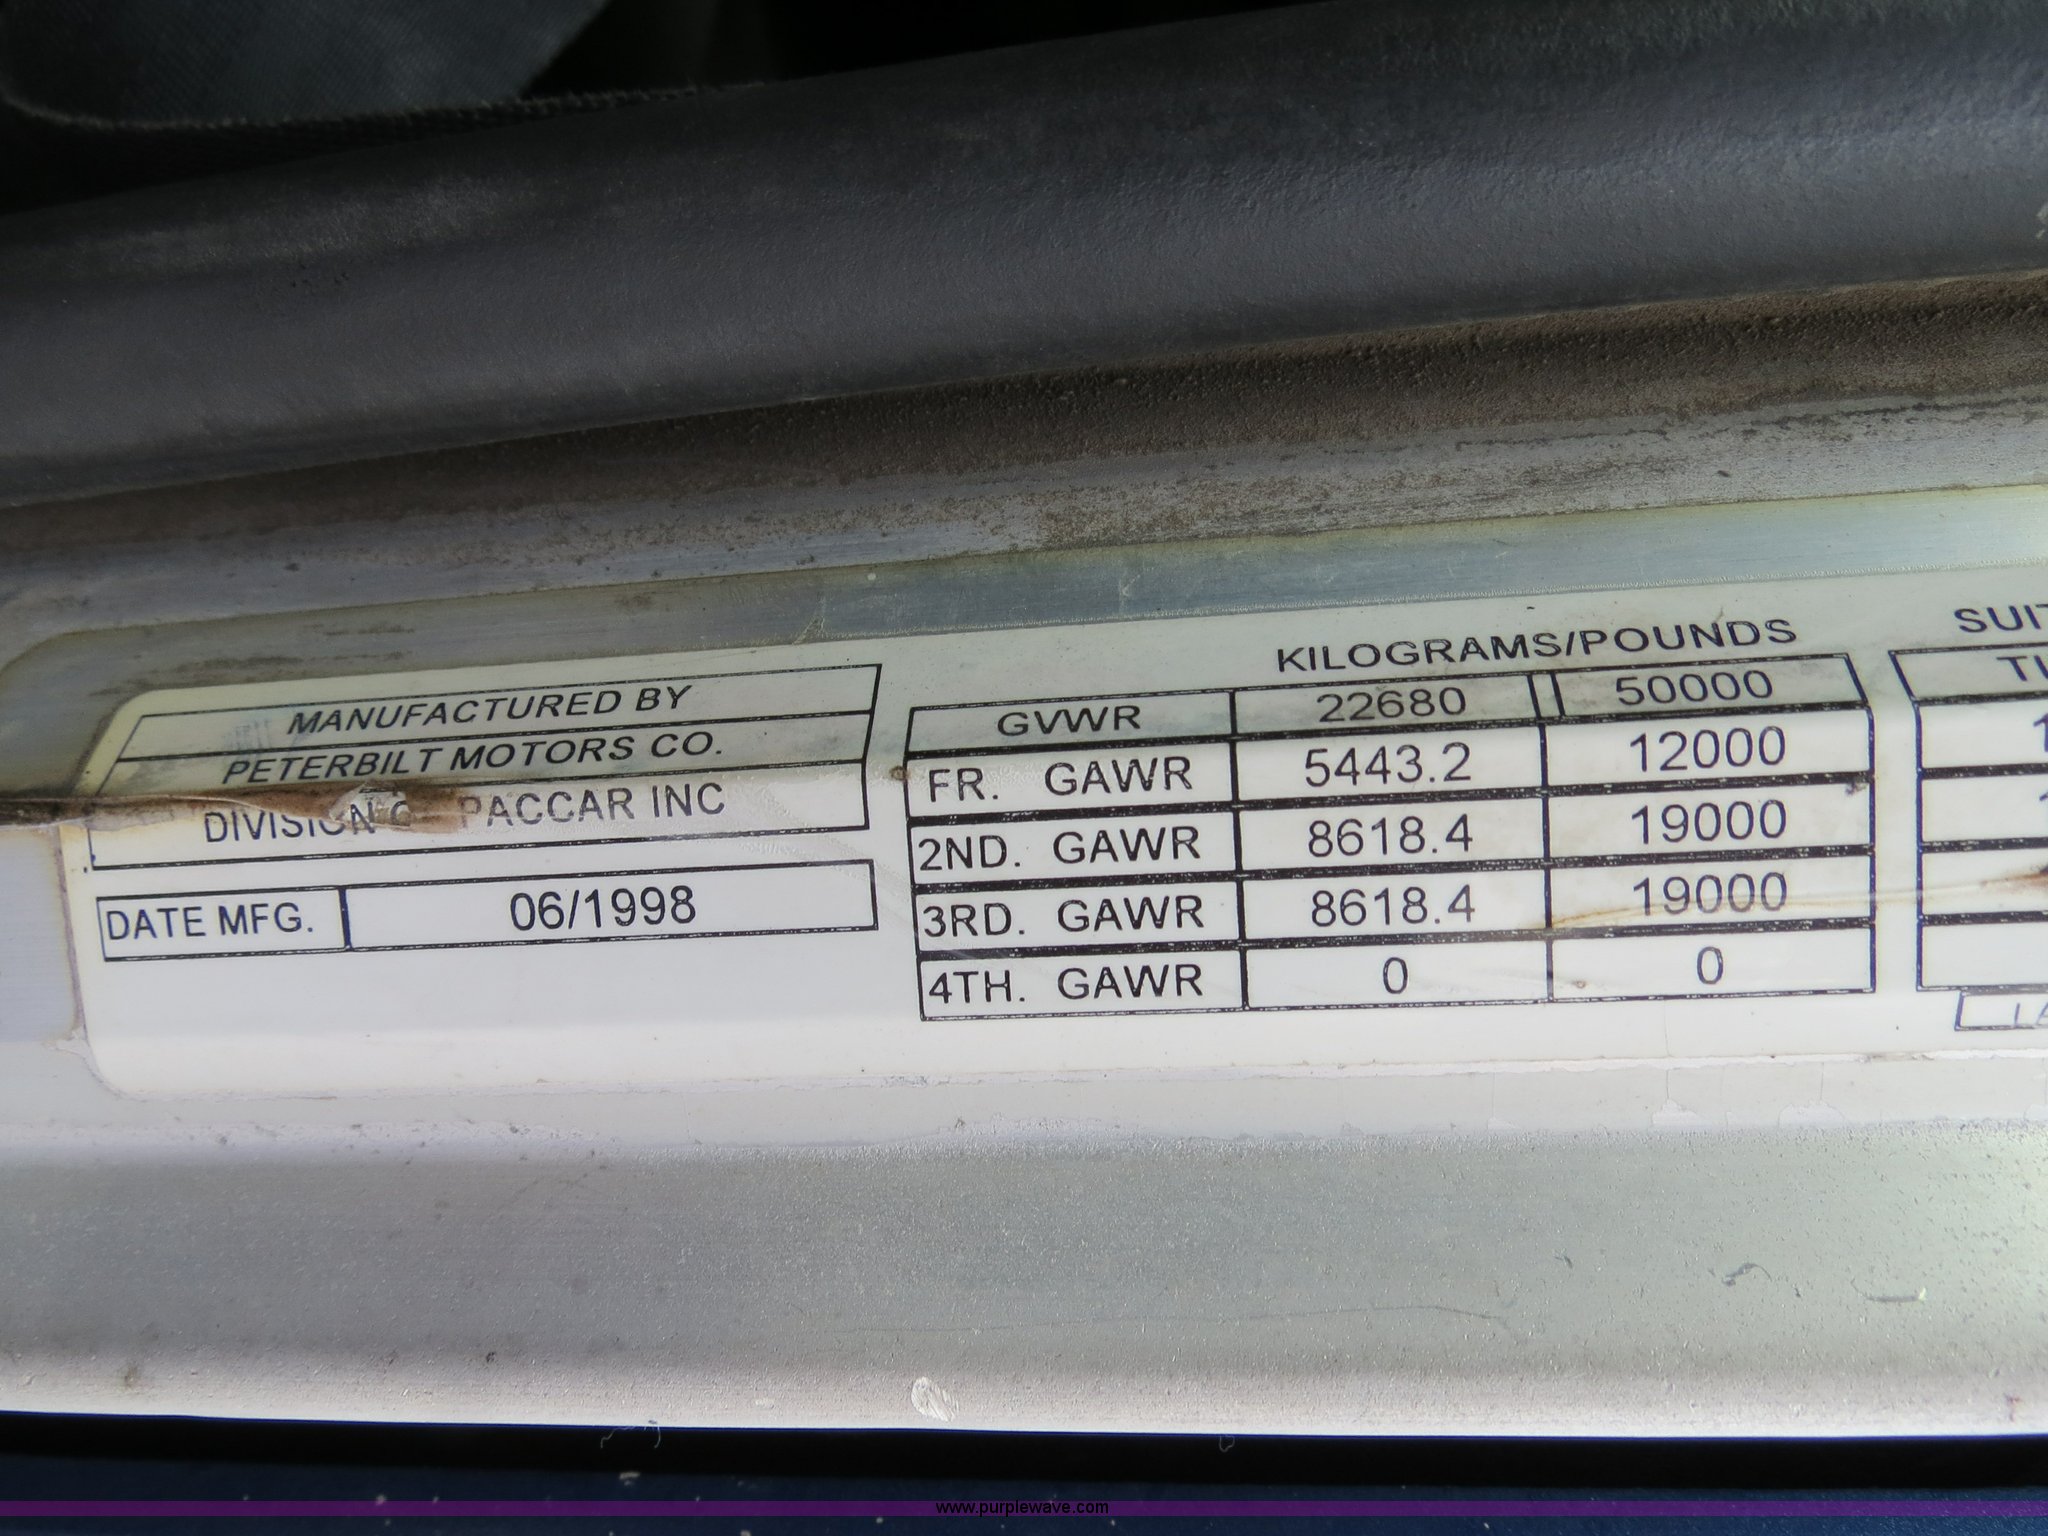 MANUFACTURED BY
PETERBILT MOTORS CO.
DIVISION OF PACCAR INC
DATE MFG. 06/1998
KILOGRAMS/POUNDS
GVWR 22680 50000
FR. GAWR 5443.2 12000
2ND. GAWR 8618.4 19000
3RD. GAWR 8618.4 19000
4TH. GAWR 0 0
www.purplewave.com